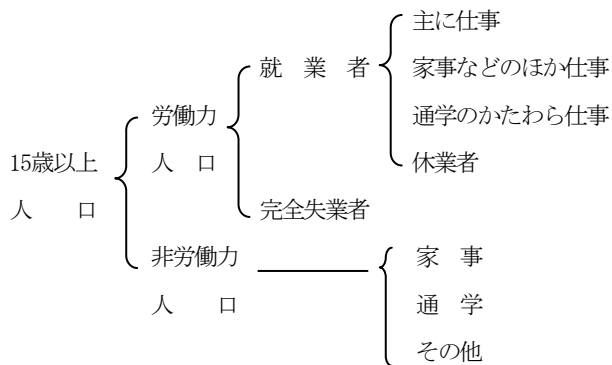 主に仕事
就　業　者
家事などのほか仕事
労働力
通学のかたわら仕事
15歳以上
人　口
休業者
人　　口
完全失業者
非労働力
家　事
人　　口
通　学
その他